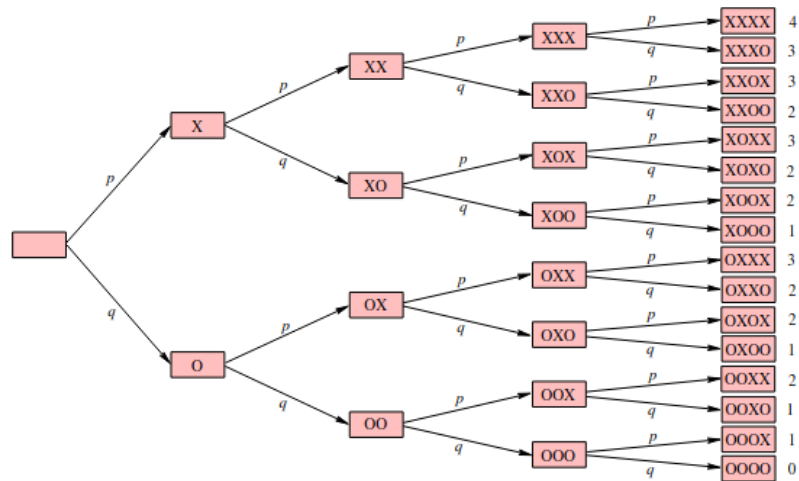 XXXX 4
p
XXX
p
q
XXXO 3
XX
p
XXOX 3
q
XXO
q
XXOO 2
p
X
p
XOXX 3
p
XOX
q
XOXO 2
q
XO
p
XOOX 2
q
XOO
q
XOOO 1
p
p
OXXX 3
p
OXX
q
OXXO 2
q
OX
p
OXOX 2
p
q
OXO
q
OXOO 1
O
p
OOXX 2
p
OOX
q
OOXO 1
q
OO
p
OOOX 1
q
OOO
q
OOOO 0